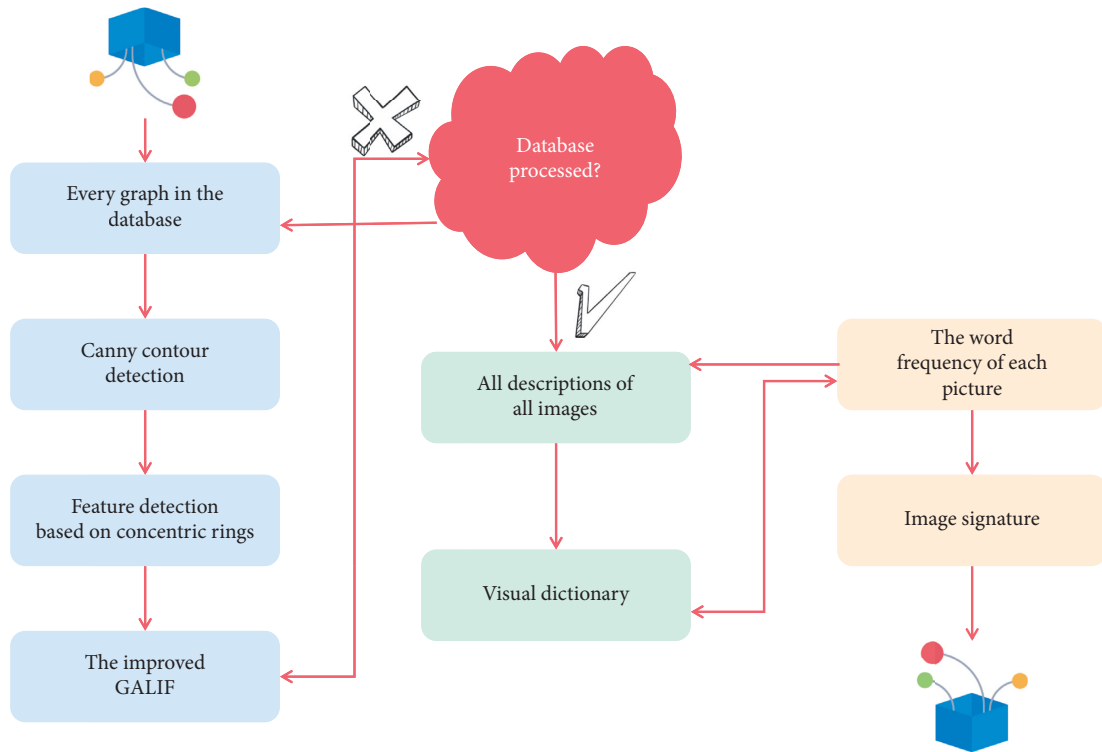 Every graph in the
database
Canny contour
detection
Feature detection
based on concentric rings
The improved
GALIF
Database
processed?
All descriptions of
all images
Visual dictionary
The word
frequency of each
picture
Image signature